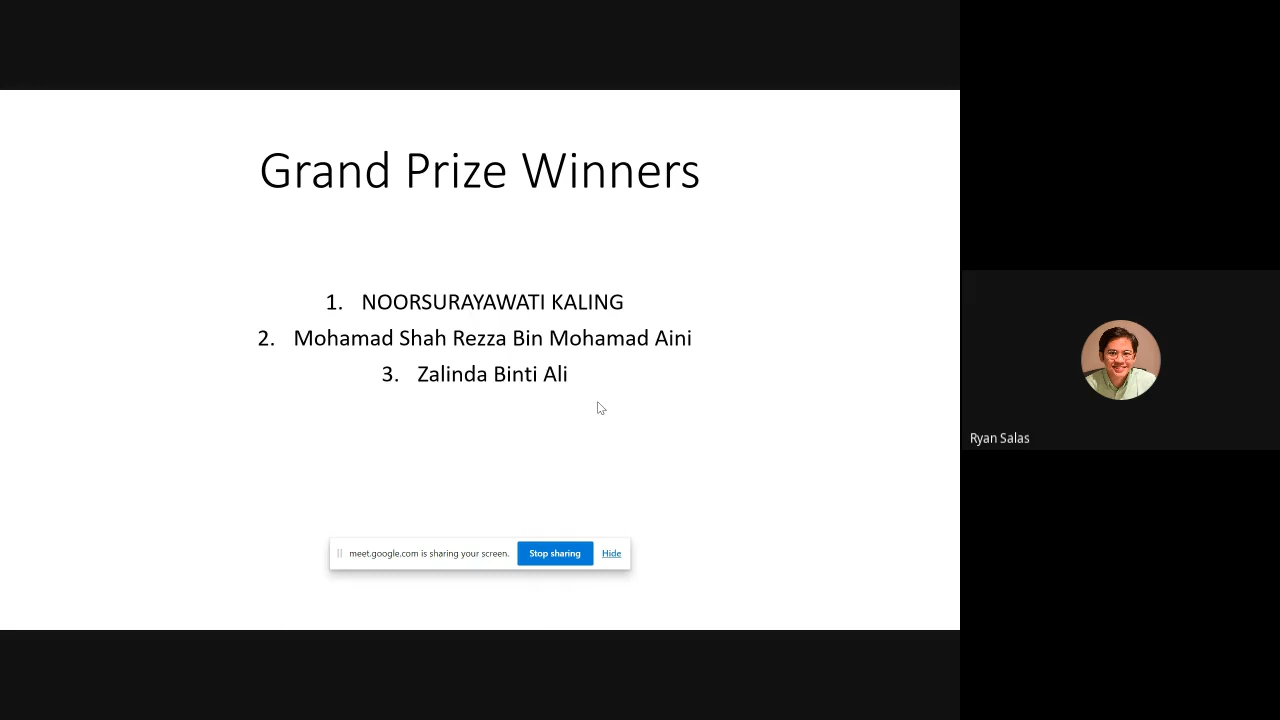 Grand Prize Winners
1. NOORSURAYAWATI KALING
2. Mohamad Shah Rezza Bin Mohamad Aini
3. Zalinda Binti Ali
meet.google.com is sharing your screen. Stop sharing Hide
Ryan Salas